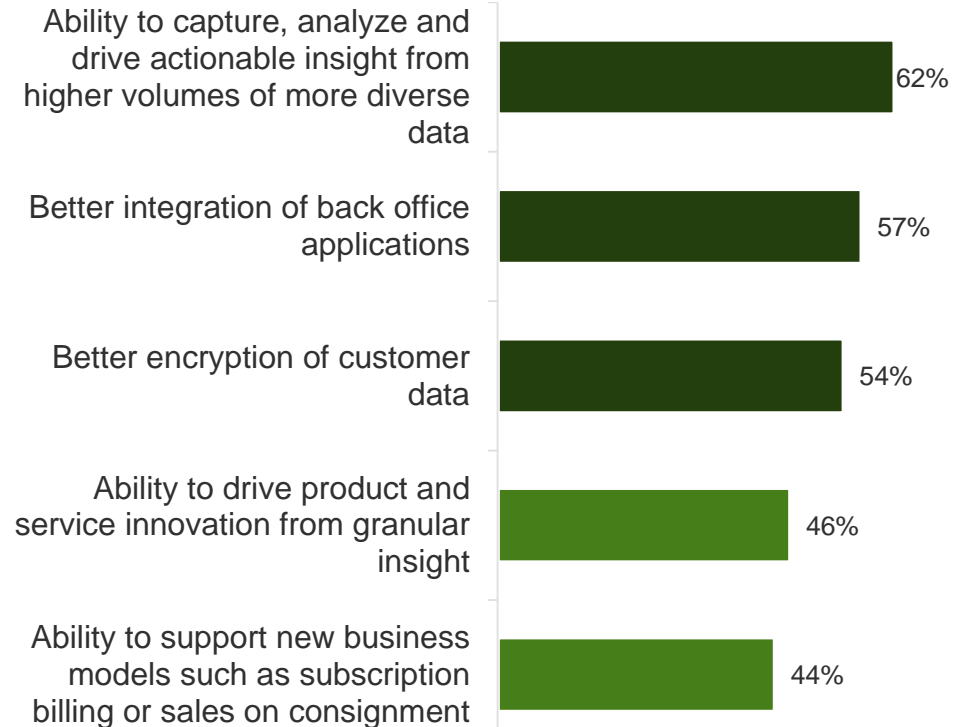 Ability to capture, analyze and
drive actionable insight from
higher volumes of more diverse
data
62%
Better integration of back office
applications
57%
Better encryption of customer
data
54%
Ability to drive product and
service innovation from granular
insight
46%
Ability to support new business
models such as subscription
billing or sales on consignment
44%